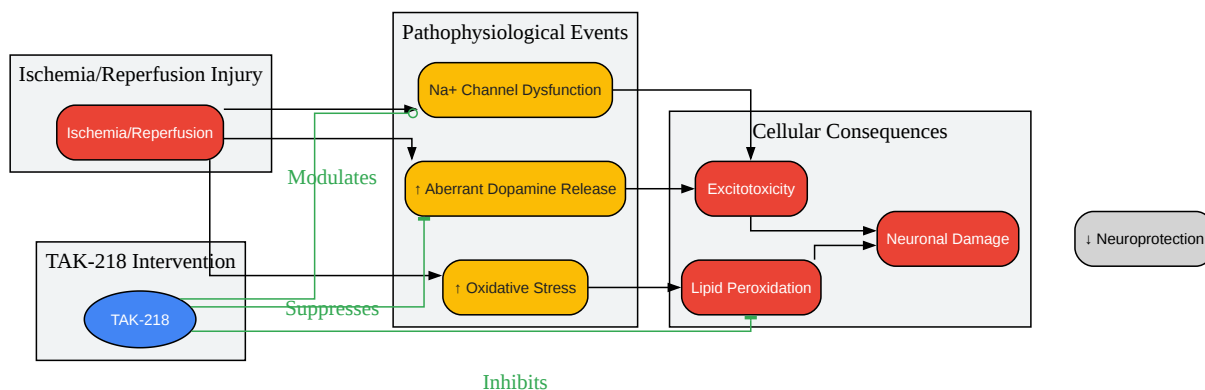 Pathophysiological Events
Ischemia/Reperfusion Injury
Na+ Channel Dysfunction
Ischemia/Reperfusion
Cellular Consequences
Modulates
↑ Aberrant Dopamine Release
Excitotoxicity
Neuronal Damage
↓ Neuroprotection
TAK-218 Intervention
↑ Oxidative Stress
Lipid Peroxidation
Suppresses
TAK-218
Inhibits